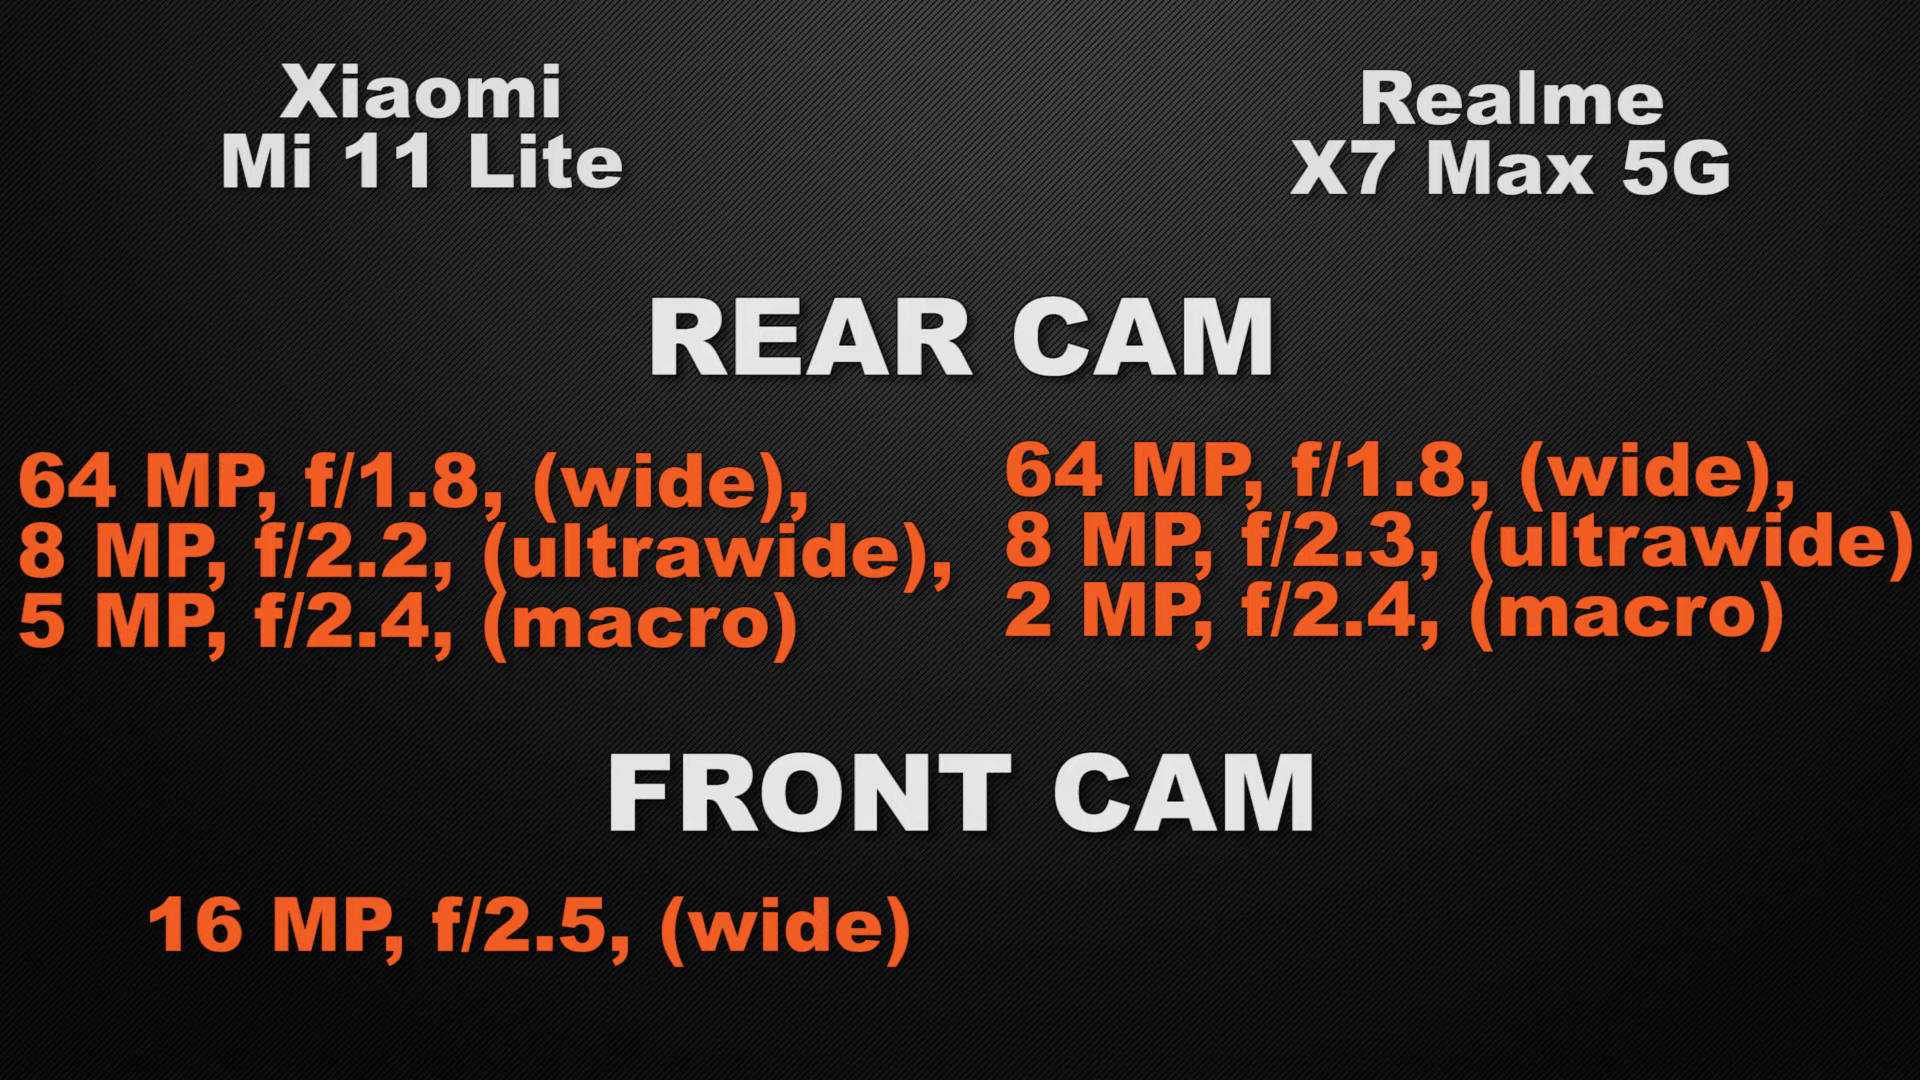 Xiaomi
Mi 11 Lite
Realme
X7 Max 5G
REAR CAM
64 MP, f/1.8, (wide),
8 MP, f/2.2, (ultrawide),
5 MP, f/2.4, (macro)
64 MP, f/1.8, (wide),
8 MP, f/2.3, (ultrawide)
2 MP, f/2.4, (macro)
FRONT CAM
16 MP, f/2.5, (wide)